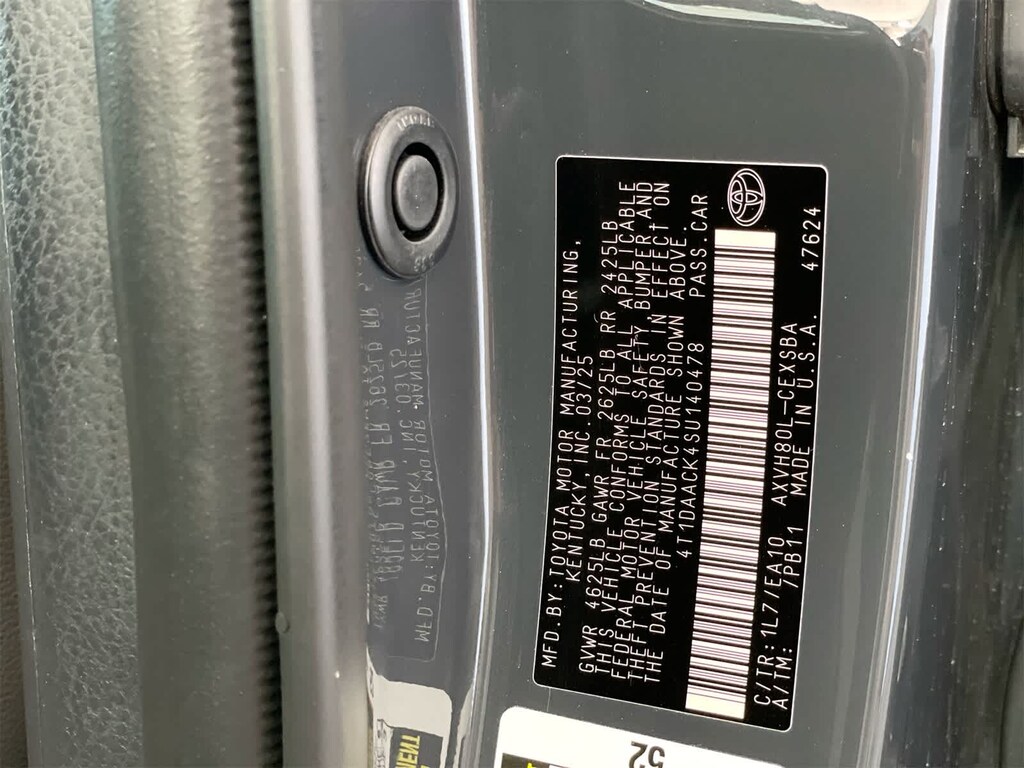 MFD.BY:TOYOTA MOTOR MANUFACTURING,
KENTUCKY,INC.03/25
GVWR 4625LB GAWR FR 2625LB RR 2425LB
THIS VEHICLE CONFORMS TO ALL APPLICABLE
FEDERAL MOTOR VEHICLE SAFETY,BUMPER AND
THEFT PREVENTION STANDARDS IN EFFECT ON
THE DATE OF MANUFACTURE SHOWN ABOVE.
4T1DAACK4SU140478 PASS.CAR
C/TR:1L7/EA10 AXVH80L-CEXSBA
A/TM: /PB11 MADE IN U.S.A. 47624
52